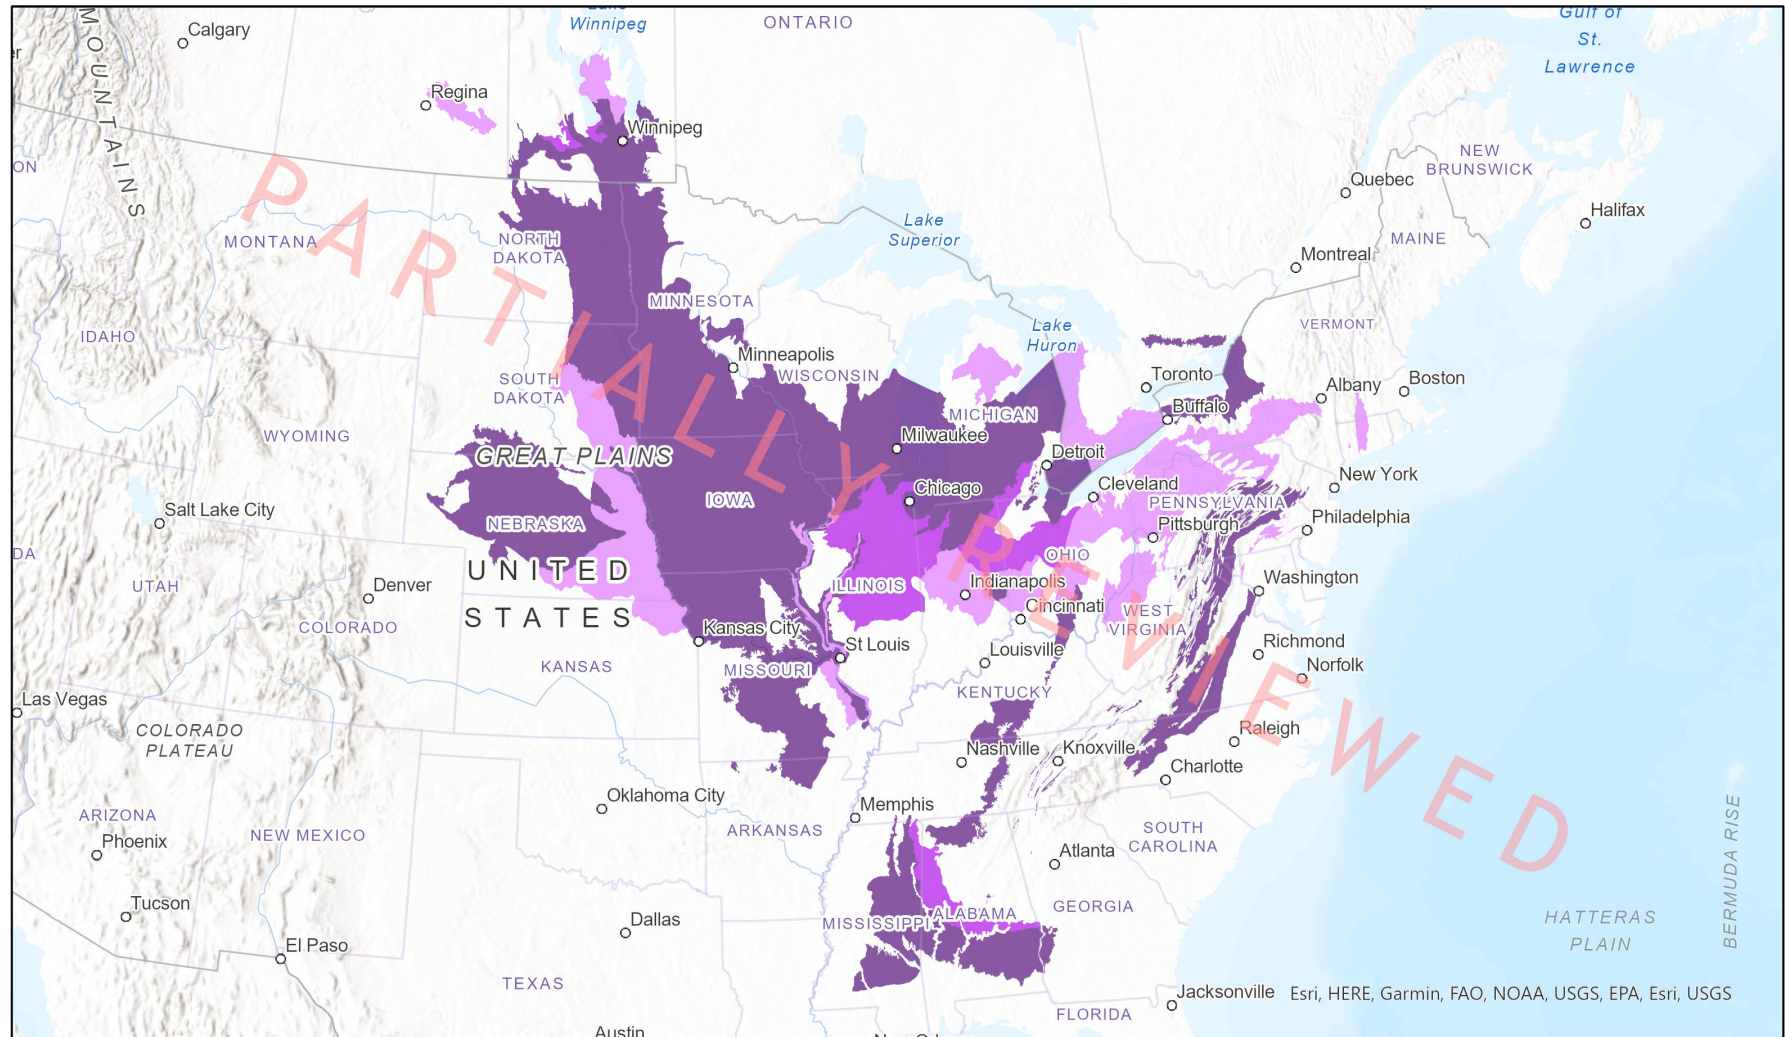 Lake
Winnipeg
ONTARIO
Gulf of
St.
Lawrence
Calgary
MOUNTAINS
Regina
Winnipeg
NEW
BRUNSWICK
Quebec
Halifax
MAINE
Montreal
Lake
Superior
MONTANA
NORTH
DAKOTA
MINNESOTA
IDAHO
Lake
Huron
VERMONT
Minneapolis
WISCONSIN
SOUTH
DAKOTA
Toronto
Albany
Boston
MICHIGAN
Buffalo
WYOMING
GREAT PLAINS
Milwaukee
Detroit
New York
Chicago
Cleveland
IOWA
PENNSYLVANIA
Salt Lake City
NEBRASKA
Pittsburgh
Philadelphia
DA
OHIO
UNITED
STATES
UTAH
Denver
ILLINOIS
Indianapolis
Washington
Cincinnati
WEST
VIRGINIA
COLORADO
Kansas City
St Louis
Louisville
Richmond
Norfolk
KANSAS
MISSOURI
KENTUCKY
Las Vegas
COLORADO
PLATEAU
Nashville
Knoxville
Raleigh
Charlotte
Oklahoma City
Memphis
ARIZONA
Phoenix
NEW MEXICO
ARKANSAS
SOUTH
CAROLINA
Atlanta
Tucson
GEORGIA
MISSISSIPPI
ALABAMA
Dallas
El Paso
HATTERAS
PLAIN
BERMUDA RISE
TEXAS
Jacksonville
Esri, HERE, Garmin, FAO, NOAA, USGS, EPA, Esri, USGS
FLORIDA
Austin
PARTIALLY REVIEWED